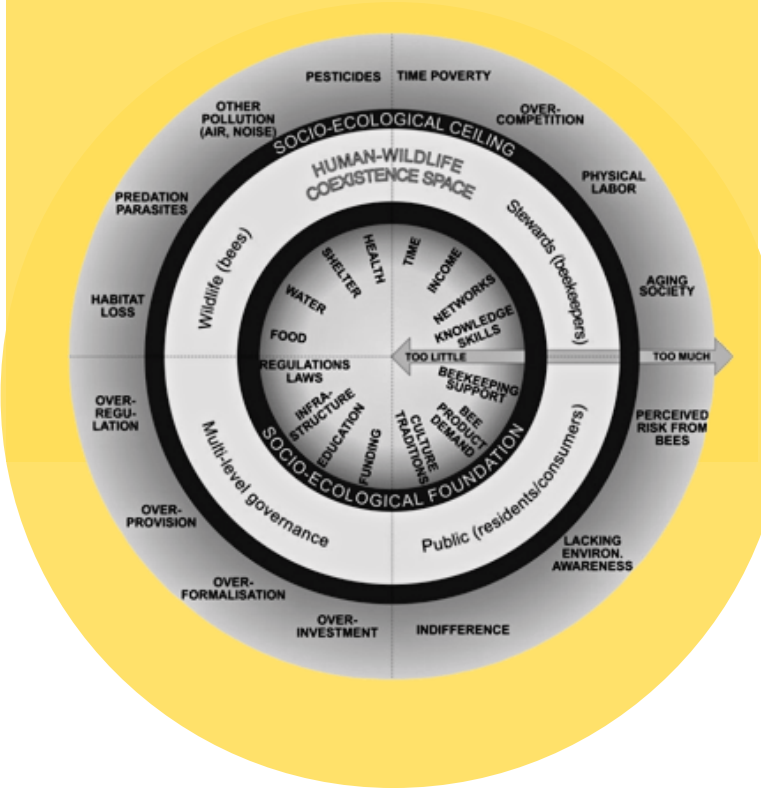 PESTICIDES
TIME POVERTY
OTHER
POLLUTION
(AIR, NOISE)
OVER-
COMPETITION
SOCIO-ECOLOGICAL CEILING
HUMAN-WILDLIFE
COEXISTENCE SPACE
PREDATION
PARASITES
PHYSICAL
LABOR
Wildlife (bees)
Stewards (beekeepers)
HABITAT
LOSS
AGING
SOCIETY
HEALTH
SHELTER
WATER
FOOD
TIME
INCOME
NETWORKS
KNOWLEDGE
SKILLS
TOO LITTLE
TOO MUCH
REGULATIONS
LAWS
INFRA-
STRUCTURE
EDUCATION
FUNDING
BEEKEEPING
SUPPORT
BEE
PRODUCT
DEMAND
CULTURE
TRADITIONS
SOCIO-ECOLOGICAL FOUNDATION
Multi-level governance
Public (residents/consumers)
OVER-
REGU-
LATION
PERCEIVED
RISK FROM
BEES
OVER-
PROVISION
LACKING
ENVIRON.
AWARENESS
OVER-
FORMALISATION
OVER-
INVESTMENT
INDIFFERENCE